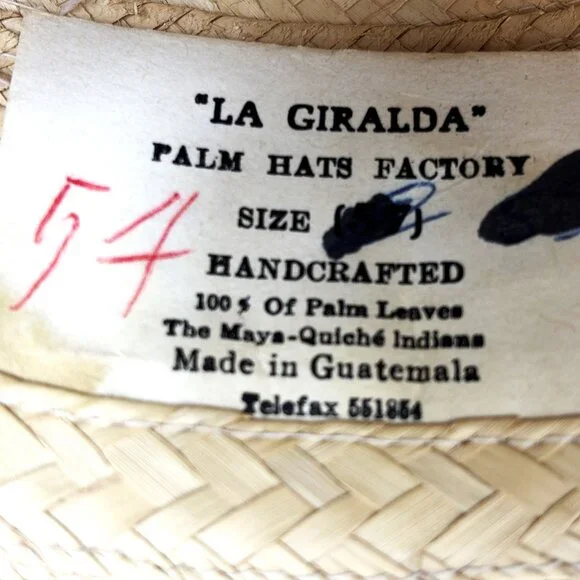 "LA GIRALDA"
PALM HATS FACTORY
54
SIZE
HANDCRAFTED
100 % Of Palm Leaves
The Maya-Quiché Indians
Made in Guatemala
Telefax 551854